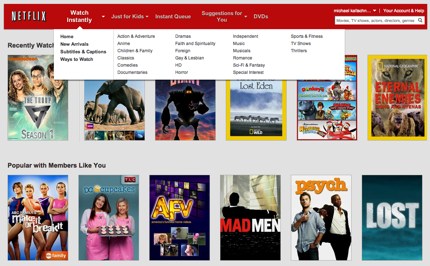 NETFLIX
Watch Instantly
Just for Kids
Instant Queue
Suggestions for You
DVDs
Your Account & Help
Movies, TV shows, actors, directors, genres
Home
New Arrivals
Subtitles & Captions
Ways to Watch
Action & Adventure
Anime
Children & Family
Classics
Comedies
Documentaries
Dramas
Faith and Spirituality
Foreign
Gay & Lesbian
HD
Horror
Independent
Music
Musicals
Romance
Sci-Fi & Fantasy
Special Interest
Sports & Fitness
TV Shows
Thrillers
Recently Watch
THE TROOP
SEASON 1
BBC
Lost Eden
ETERNAL ENEMIES
Popular with Members Like You
make it or break it
abc family
AFV
MAD MEN
psych
LOST